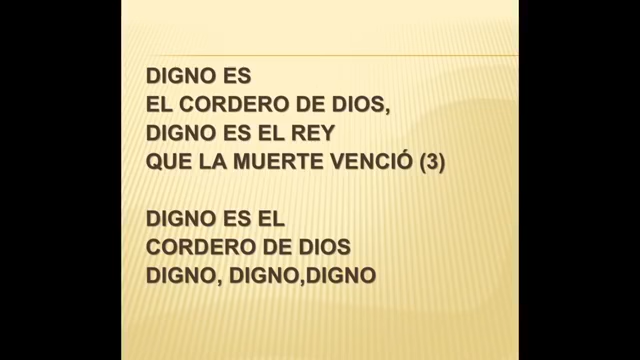 DIGNO ES
EL CORDERO DE DIOS,
DIGNO ES EL REY
QUE LA MUERTE VENCIÓ (3)
DIGNO ES EL
CORDERO DE DIOS
DIGNO, DIGNO,DIGNO